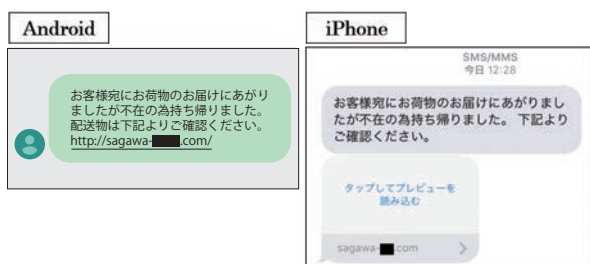 Android
お客様宛にお荷物のお届けにあがり
ましたが不在の為持ち帰りました。
配送物は下記よりご確認ください。
http://sagawa-.com/
iPhone
SMS/MMS
今日 12:28
お客様宛にお荷物のお届けにあがりまし
たが不在の為持ち帰りました。 下記より
ご確認ください。
タップしてプレビューを
読み込む
sagawa-.com